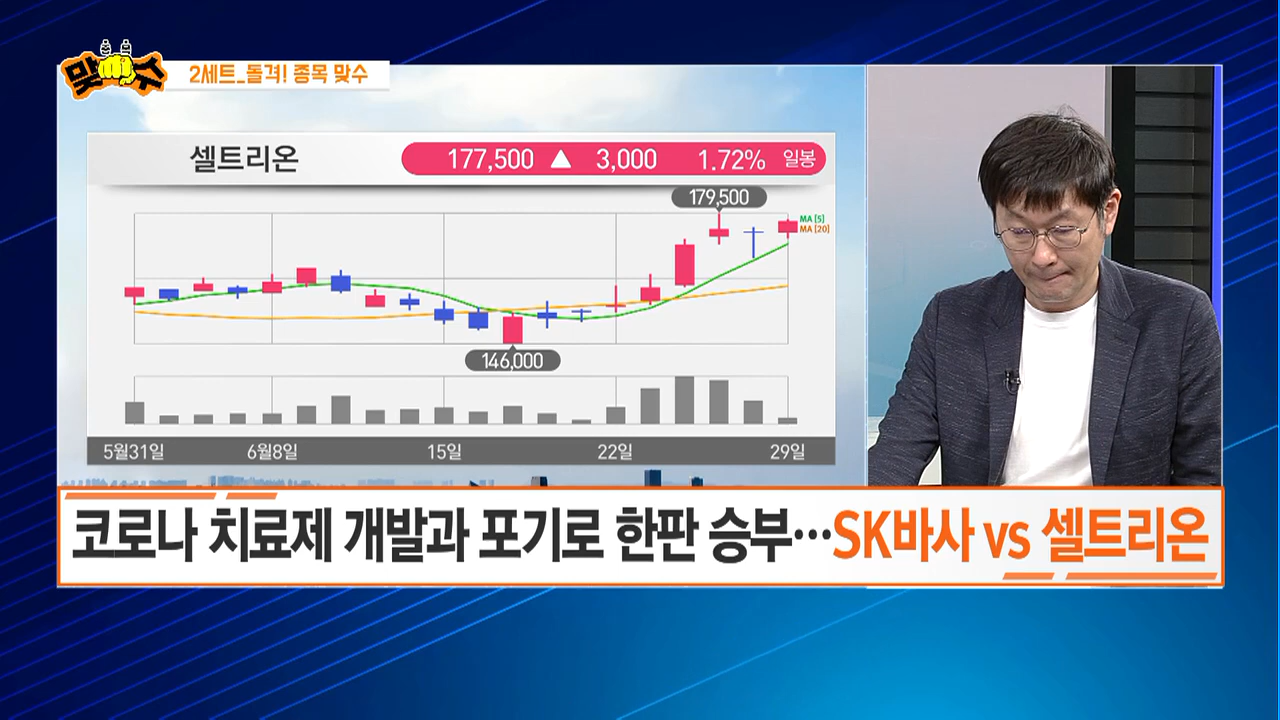 종목
맞수
2세트_돌격! 종목 맞수
셀트리온 177,500 ▲ 3,000 1.72% 일봉
179,500
MA [5]
MA [20]
146,000
5월31일 6월8일 15일 22일 29일
코로나 치료제 개발과 포기로 한판 승부…SK바사 vs 셀트리온